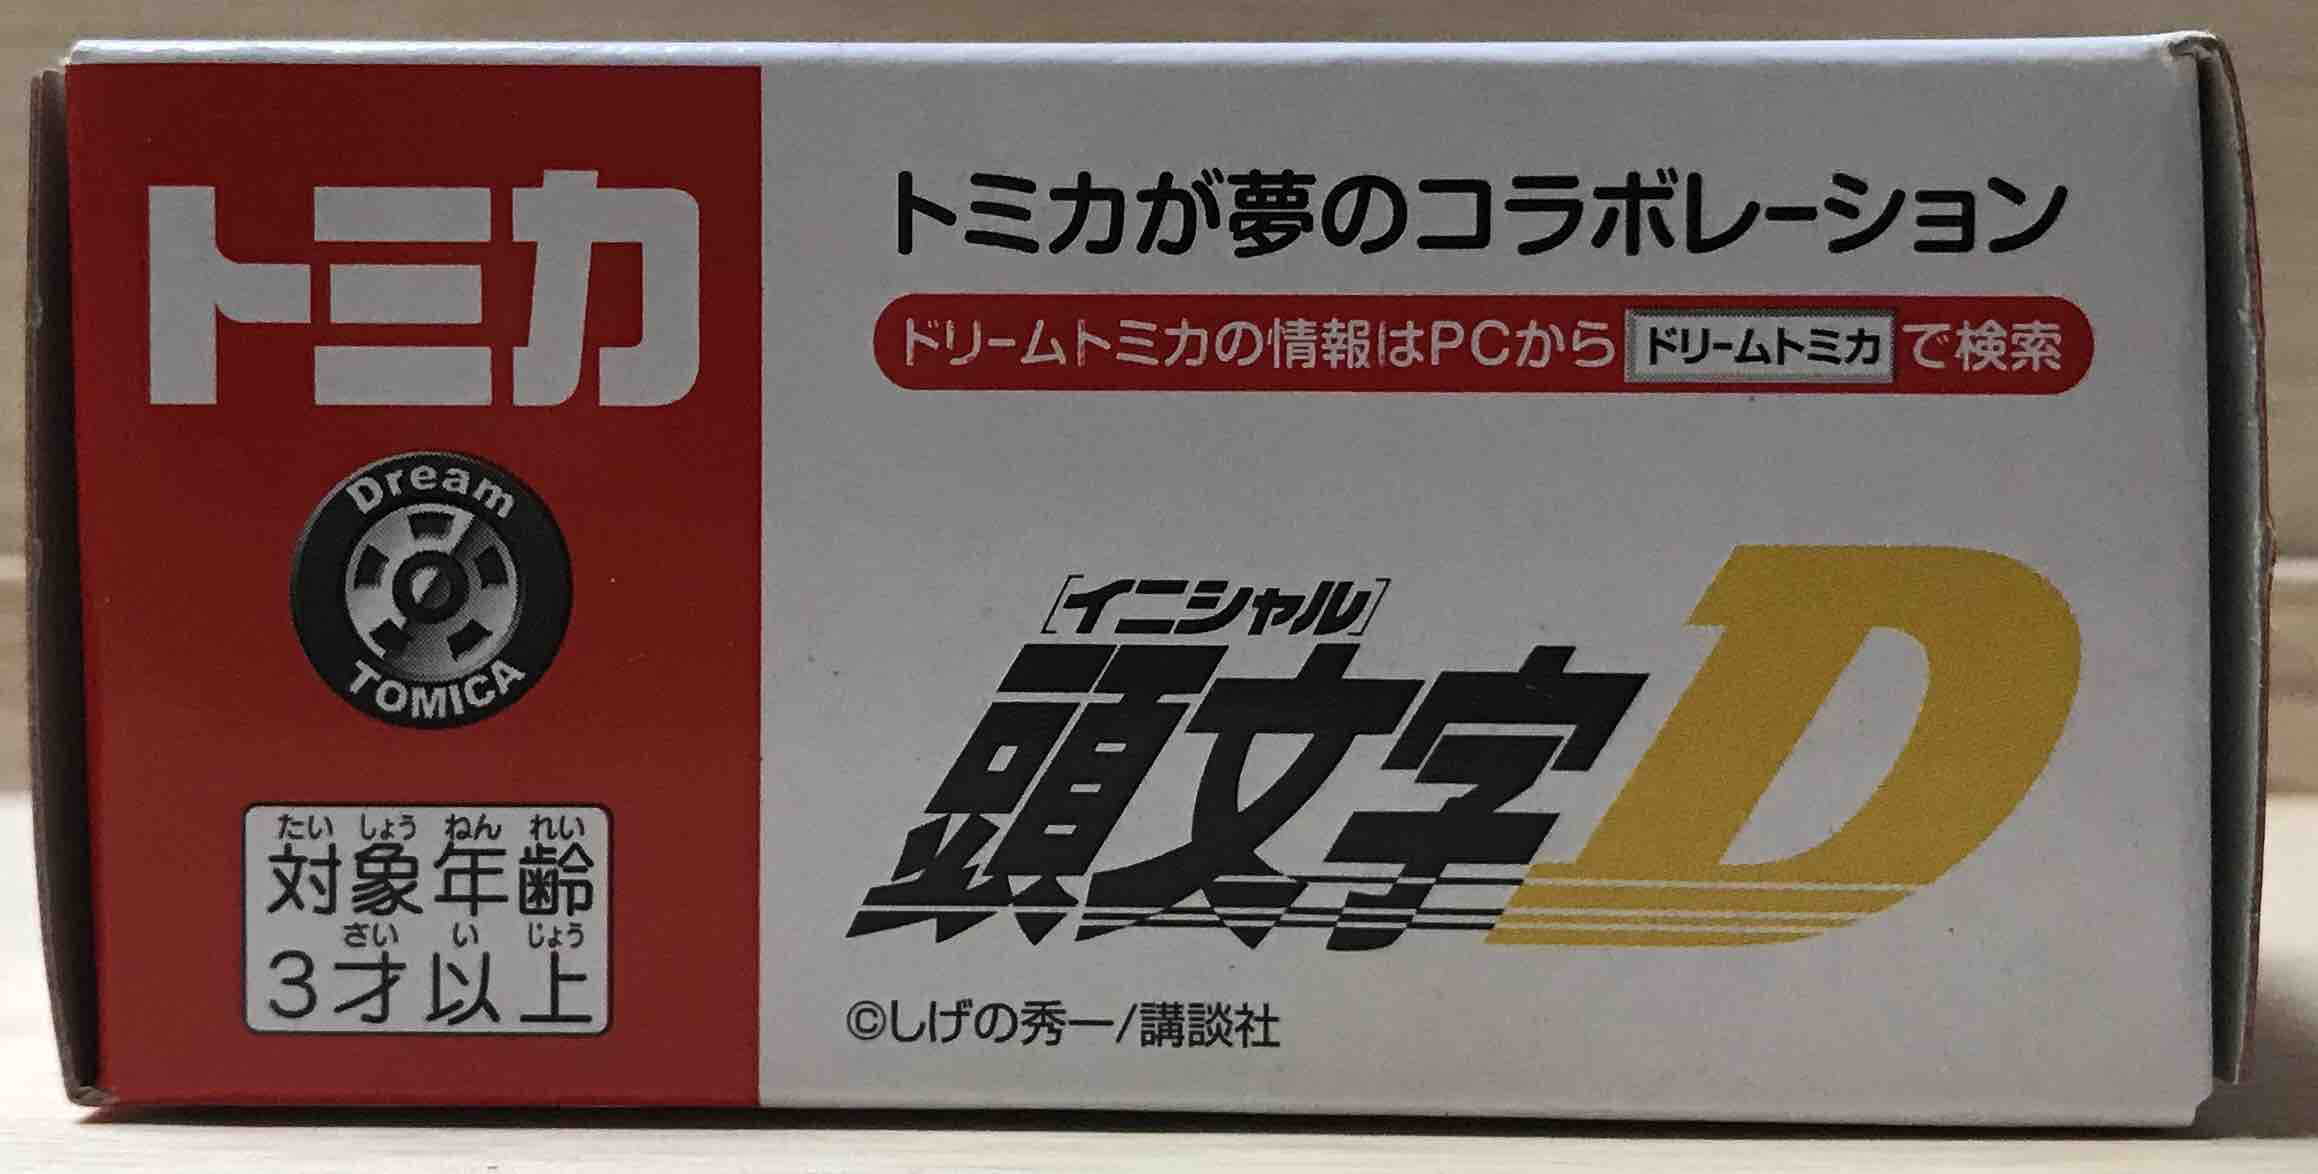 トミカ
Dream
TOMICA
たい しょう ねん れい
対象年齢
さい い じょう
3才以上
トミカが夢のコラボレーション
ドリームトミカの情報はPCから ドリームトミカ で検索
[イニシャル]
頭文字D
©しげの秀一/講談社